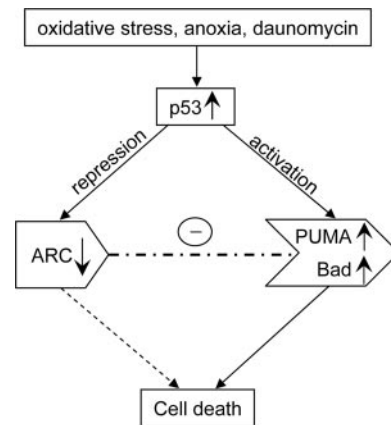 oxidative stress, anoxia, daunomycin
p53
repression
activation
−
ARC
PUMA
Bad
Cell death